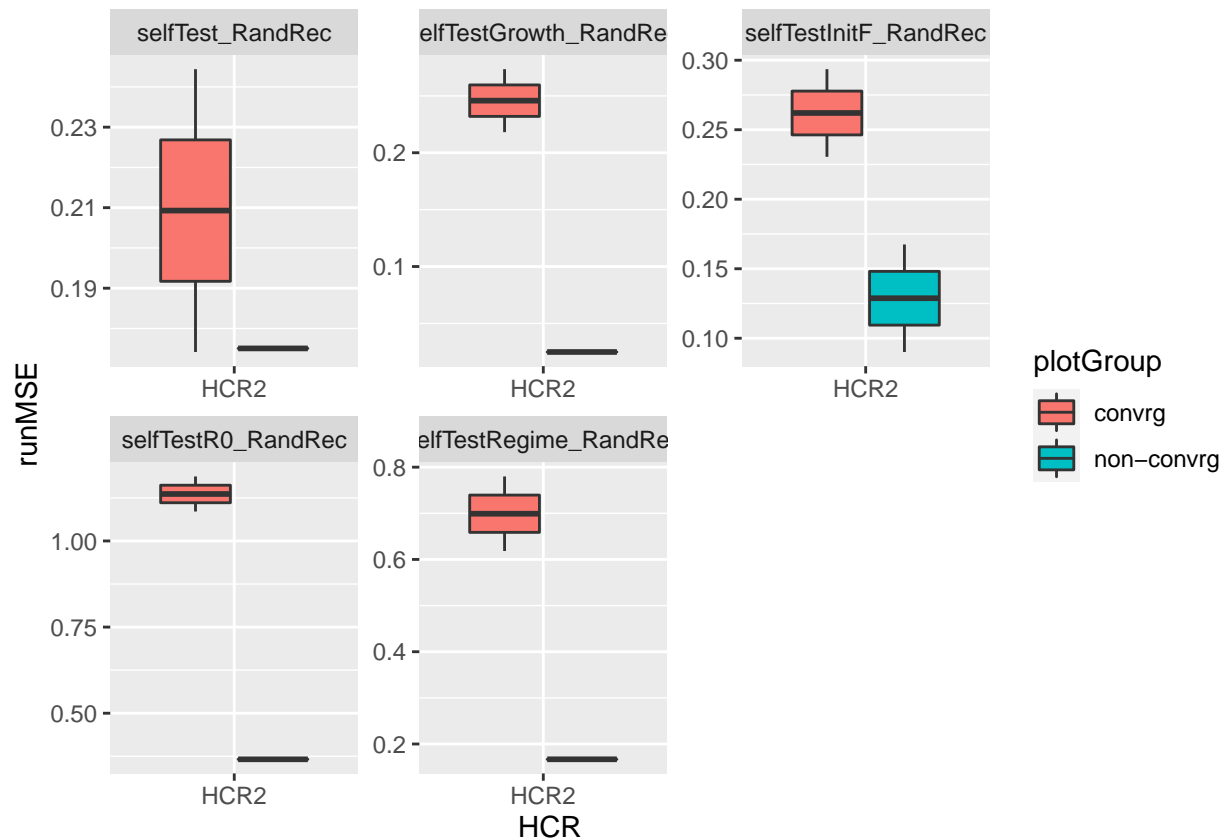 selfTest_RandRec
elfTestGrowth_RandRe
selfTestInitF_RandRec
0.23
0.21
0.19
0.2
0.1
0.30
0.25
0.20
0.15
0.10
HCR2
HCR2
HCR2
selfTestR0_RandRec
elfTestRegime_RandRe
1.00
0.75
0.50
0.8
0.6
0.4
0.2
HCR2
HCR2
runMSE
HCR
plotGroup
convrg
non−convrg